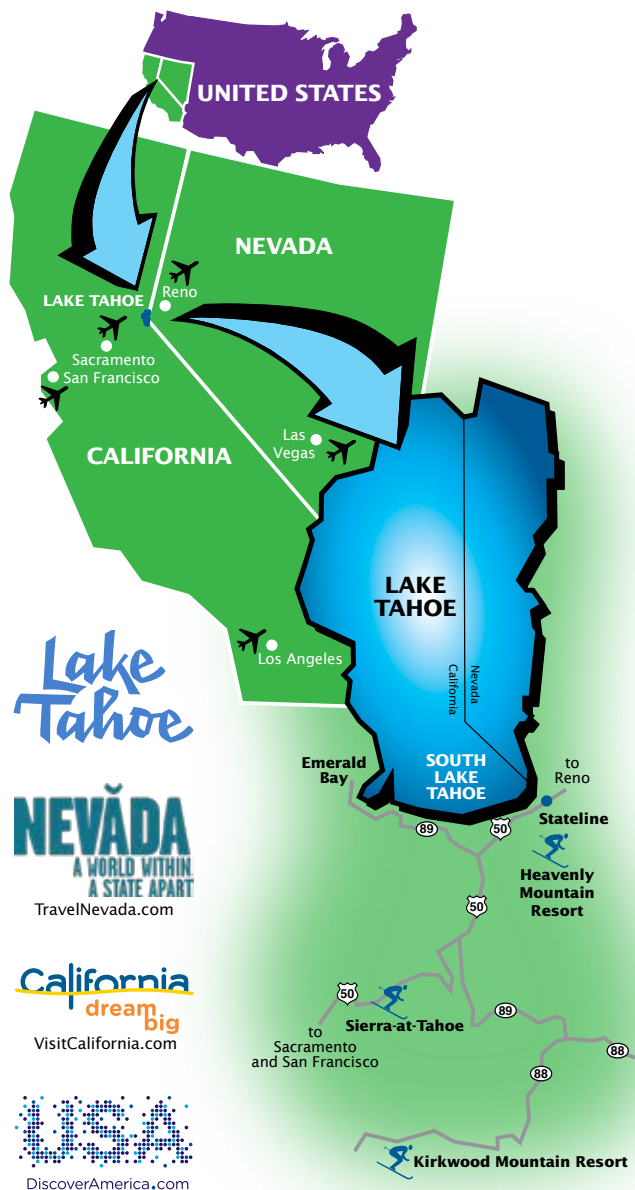 UNITED STATES
NEVADA
LAKE TAHOE
Reno
Sacramento
San Francisco
CALIFORNIA
Las
Vegas
Los Angeles
LAKE
TAHOE
Nevada
California
SOUTH
LAKE
TAHOE
Emerald
Bay
to
Reno
Stateline
89
50
Heavenly
Mountain
Resort
50
50
Sierra-at-Tahoe
to
Sacramento
and San Francisco
89
88
88
Kirkwood Mountain Resort
Lake
Tahoe
NEVĂDA
A WORLD WITHIN.
A STATE APART.
TravelNevada.com
California
dream
big
VisitCalifornia.com
USA
DiscoverAmerica.com